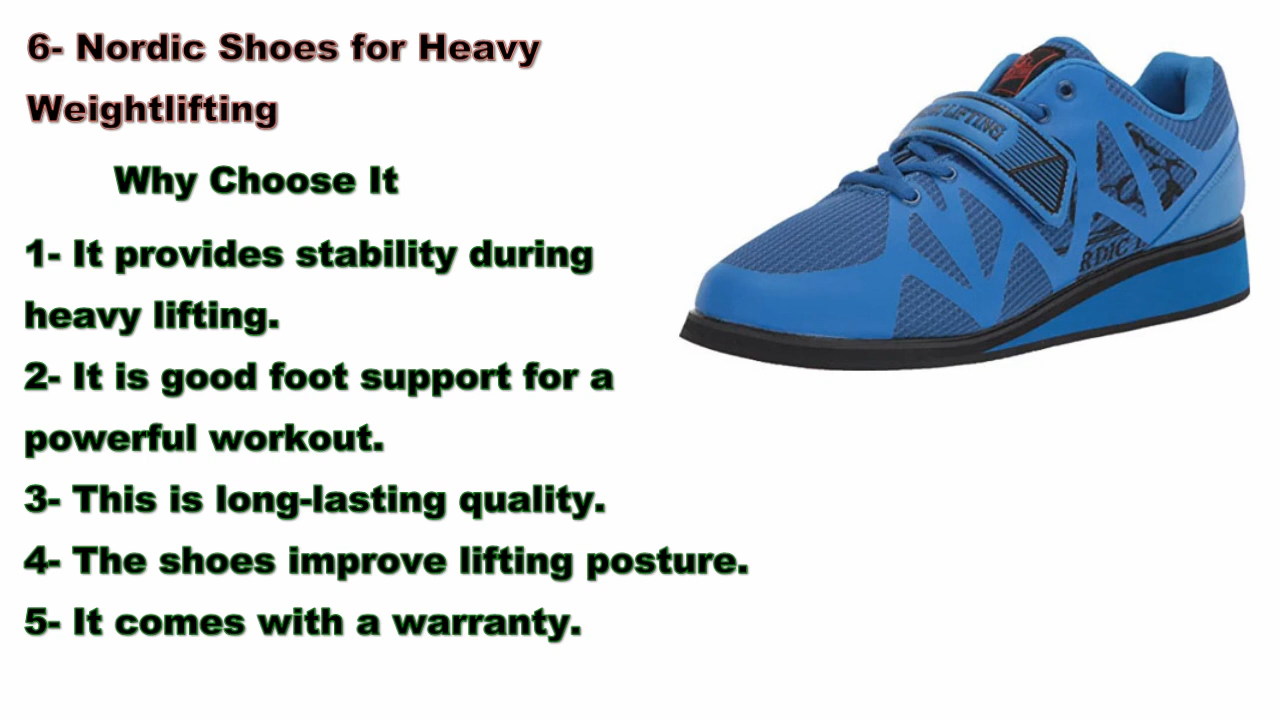 6- Nordic Shoes for Heavy
Weightlifting
Why Choose It
1- It provides stability during
heavy lifting.
2- It is good foot support for a
powerful workout.
3- This is long-lasting quality.
4- The shoes improve lifting posture.
5- It comes with a warranty.
LIFTING
RDIC